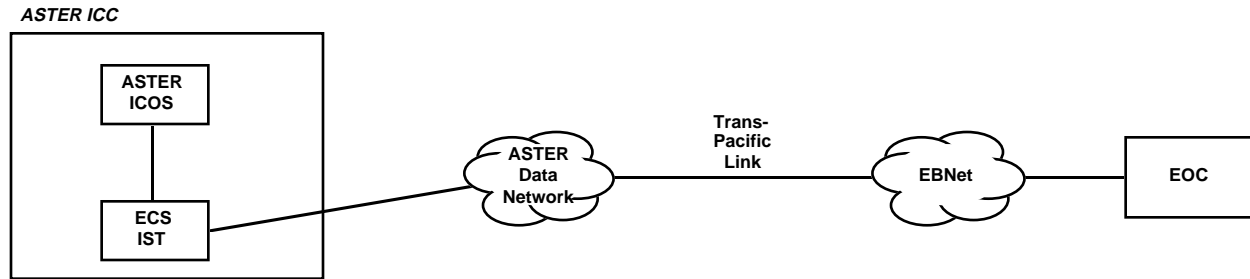 ASTER ICC
ASTER
ICOS
ECS
IST
ASTER
Data
Network
Trans-
Pacific
Link
EBNet
EOC